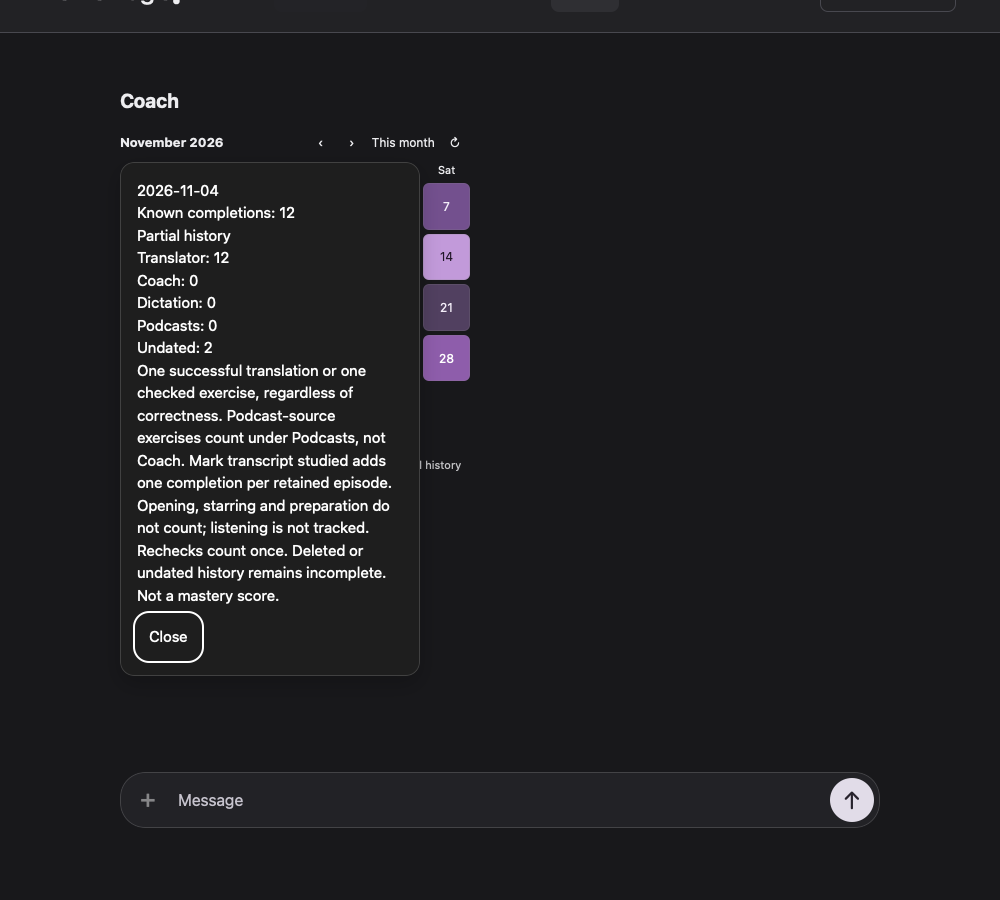 Coach
November 2026 ‹ › This month ↻
Sat
2026-11-04
Known completions: 12
Partial history
Translator: 12
Coach: 0
Dictation: 0
Podcasts: 0
Undated: 2
One successful translation or one
checked exercise, regardless of
correctness. Podcast-source
exercises count under Podcasts, not
Coach. Mark transcript studied adds
one completion per retained episode.
Opening, starring and preparation do
not count; listening is not tracked.
Rechecks count once. Deleted or
undated history remains incomplete.
Not a mastery score.
Close
7
14
21
28
history
Message